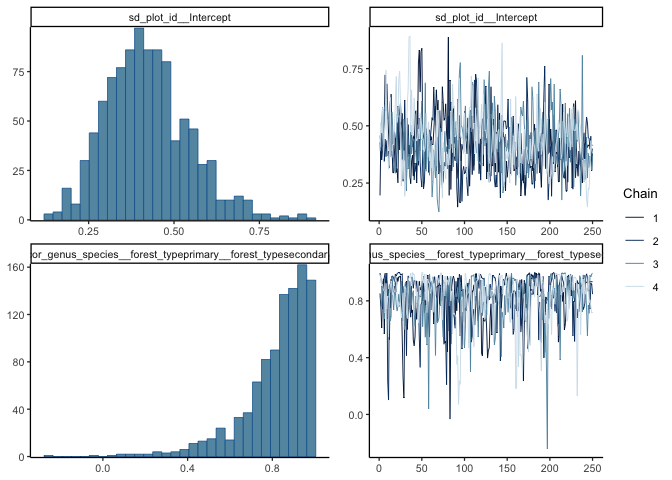 sd_plot_id__Intercept
sd_plot_id__Intercept
75
50
25
0
0.25 0.50 0.75
0.75
0.50
0.25
0 50 100 150 200 250
or_genus_species__forest_typeprimary__forest_typesecondar
us_species__forest_typeprimary__forest_typese
160
120
80
40
0
0.0 0.4 0.8
0.8
0.4
0.0
0 50 100 150 200 250
Chain
1
2
3
4